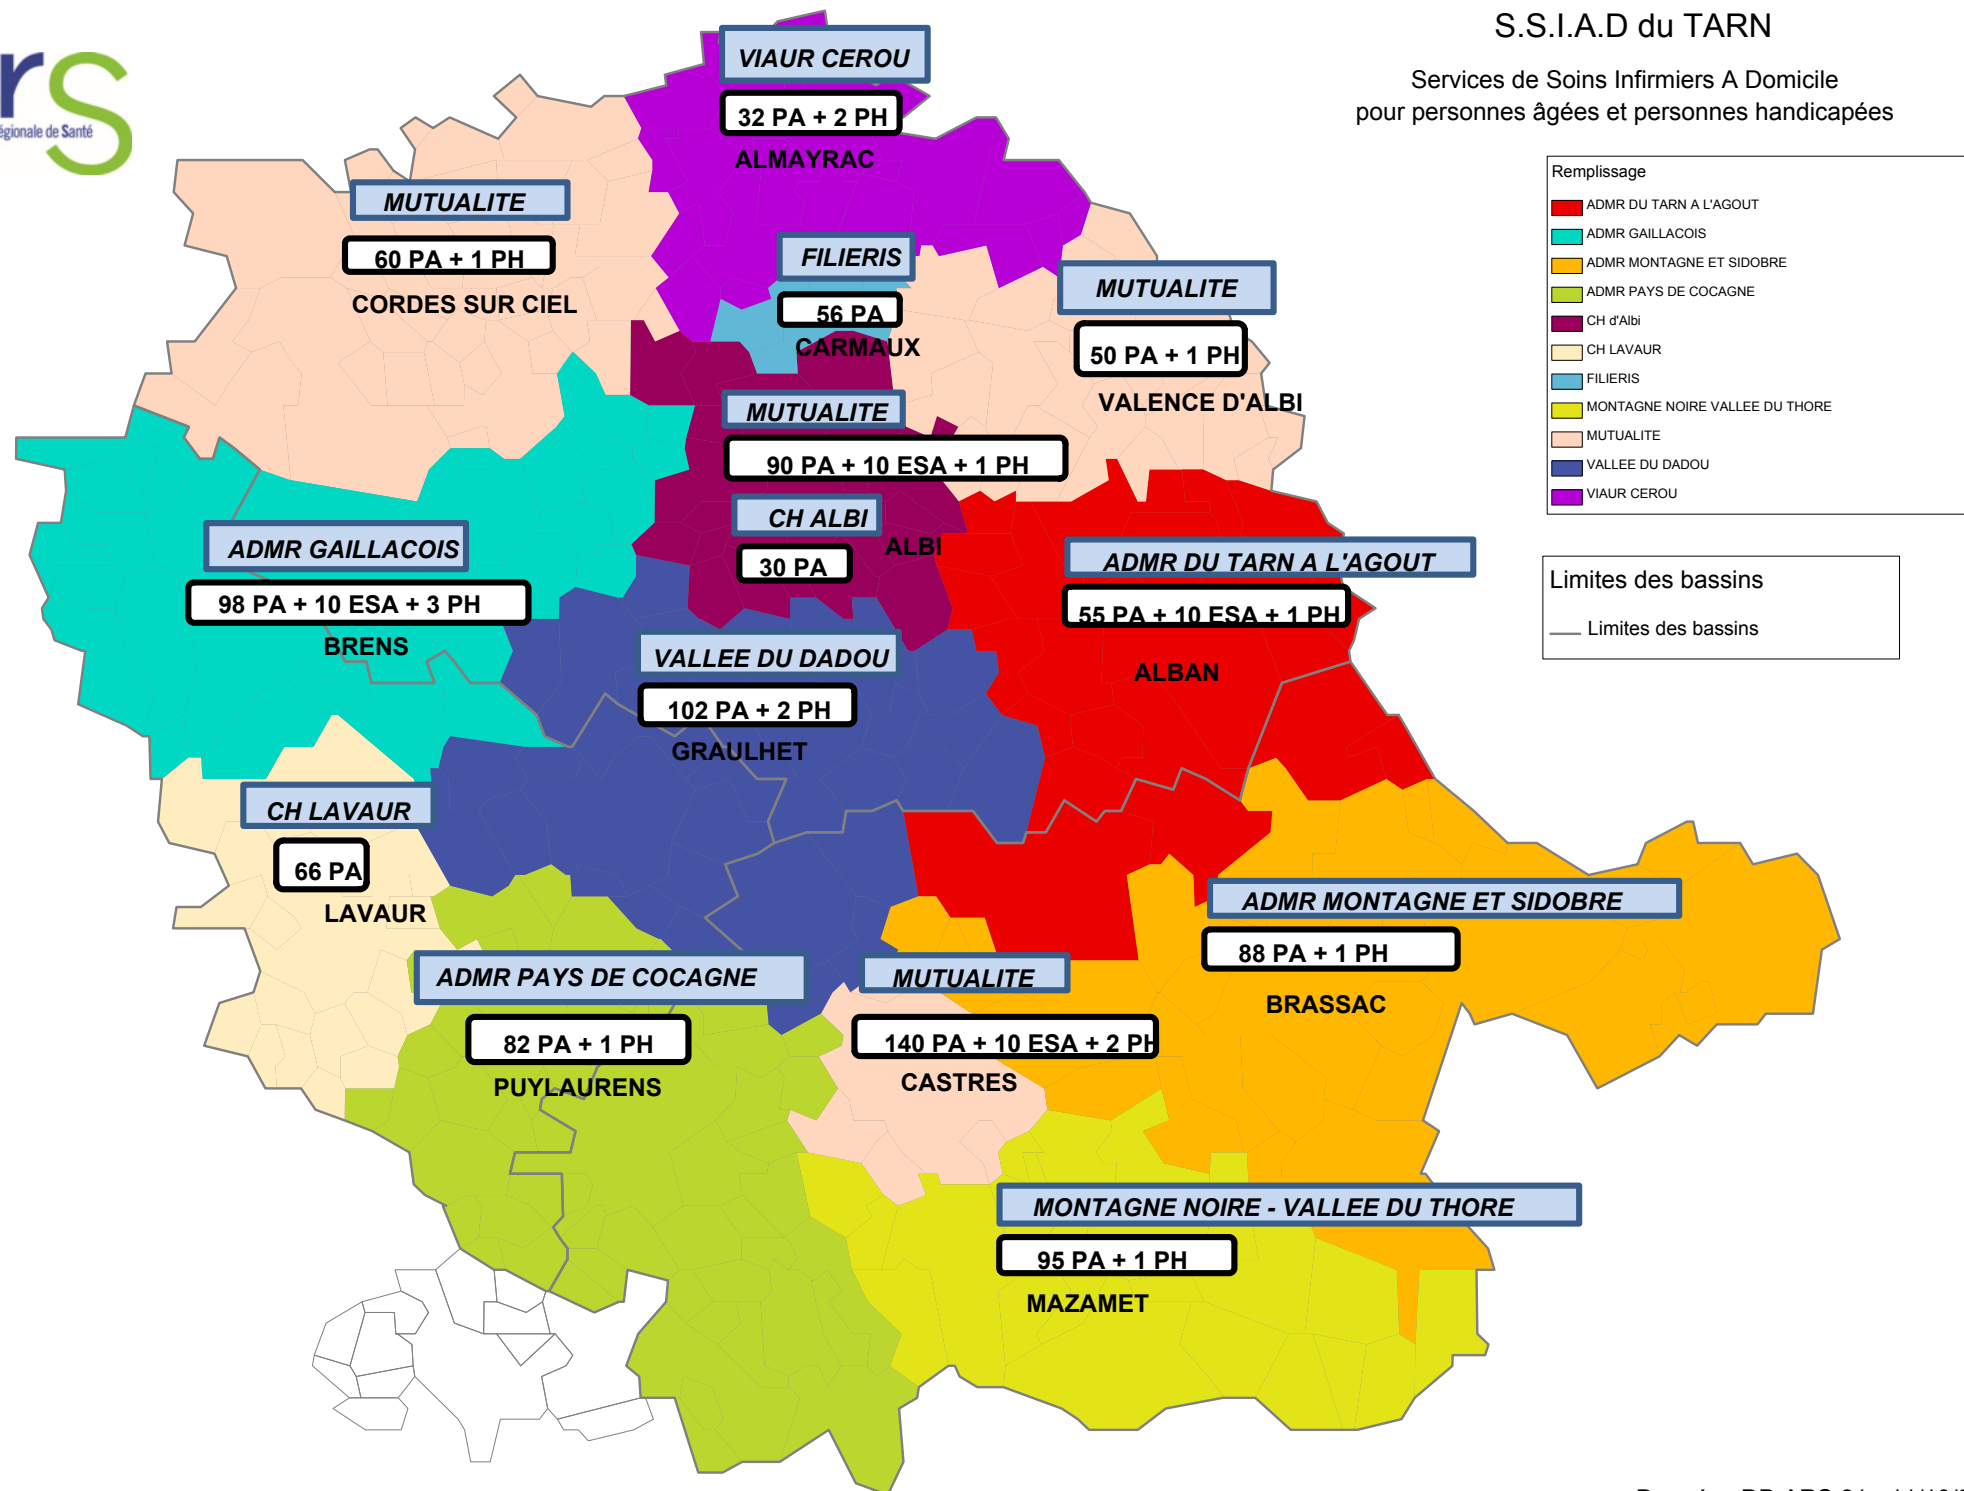 S.S.I.A.D du TARN
Services de Soins Infirmiers A Domicile
pour personnes âgées et personnes handicapées
rS
égionale de Santé
VIAUR CEROU
32 PA + 2 PH
ALMAYRAC
MUTUALITE
60 PA + 1 PH
CORDES SUR CIEL
FILIERIS
56 PA
CARMAUX
MUTUALITE
50 PA + 1 PH
VALENCE D'ALBI
MUTUALITE
90 PA + 10 ESA + 1 PH
CH ALBI
30 PA
ALBI
ADMR GAILLACOIS
98 PA + 10 ESA + 3 PH
BRENS
ADMR DU TARN A L'AGOUT
55 PA + 10 ESA + 1 PH
ALBAN
VALLEE DU DADOU
102 PA + 2 PH
GRAULHET
CH LAVAUR
66 PA
LAVAUR
ADMR MONTAGNE ET SIDOBRE
88 PA + 1 PH
BRASSAC
ADMR PAYS DE COCAGNE
82 PA + 1 PH
PUYLAURENS
MUTUALITE
140 PA + 10 ESA + 2 PH
CASTRES
MONTAGNE NOIRE - VALLEE DU THORE
95 PA + 1 PH
MAZAMET
Remplissage
ADMR DU TARN A L'AGOUT
ADMR GAILLACOIS
ADMR MONTAGNE ET SIDOBRE
ADMR PAYS DE COCAGNE
CH d'Albi
CH LAVAUR
FILIERIS
MONTAGNE NOIRE VALLEE DU THORE
MUTUALITE
VALLEE DU DADOU
VIAUR CEROU
Limites des bassins
Limites des bassins